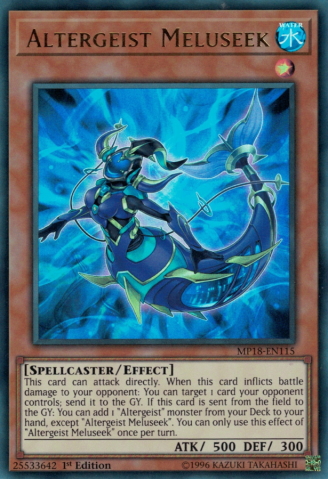 ALTERGEIST MELUSEEK
WATER
水
MP18-EN115
[SPELLCASTER/EFFECT]
This card can attack directly. When this card inflicts battle
damage to your opponent: You can target 1 card your opponent
controls; send it to the GY. If this card is sent from the field to
the GY: You can add 1 "Altergeist" monster from your Deck to your
hand, except "Altergeist Meluseek". You can only use this effect of
"Altergeist Meluseek" once per turn.
ATK/ 500 DEF/ 300
25533642 1st Edition ©1996 KAZUKI TAKAHASHI